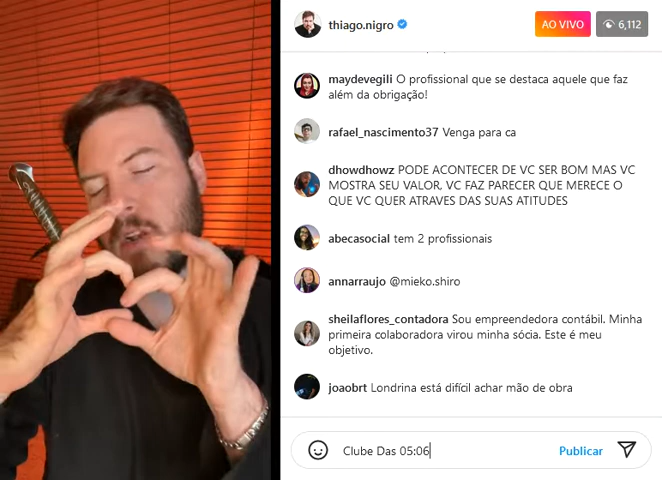 thiago.nigro
AO VIVO
6,112
maydevegili O profissional que se destaca aquele que faz
além da obrigação!
rafael_nascimento37 Venga para ca
dhowdhowz PODE ACONTECER DE VC SER BOM MAS VC
MOSTRA SEU VALOR, VC FAZ PARECER QUE MERECE O
QUE VC QUER ATRAVES DAS SUAS ATITUDES
abecasocial tem 2 profissionais
annarraujo @mieko.shiro
sheilaflores_contadora Sou empreendedora contábil. Minha
primeira colaboradora virou minha sócia. Este é meu
objetivo.
joaobrt Londrina está difícil achar mão de obra
Clube Das 05:06
Publicar